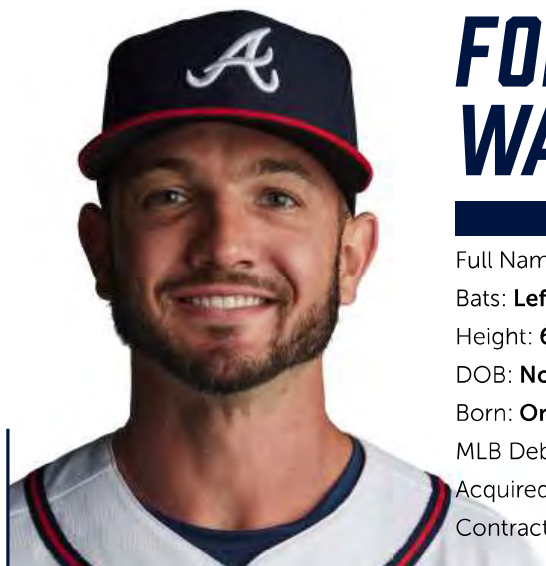 A
FO
WA
Full Nam
Bats: Lef
Height: 6
DOB: No
Born: Or
MLB Deb
Acquired
Contract